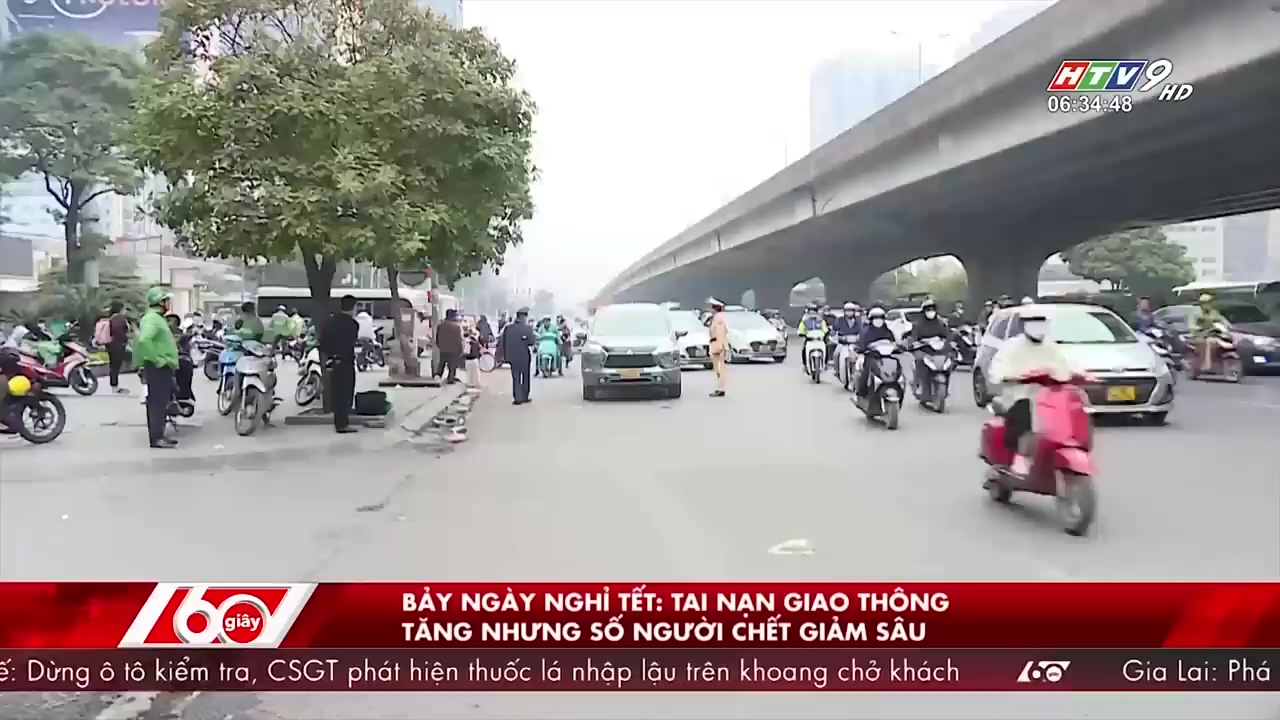 HTV9
HD
06:34:48
60 giây
BẢY NGÀY NGHỈ TẾT: TAI NẠN GIAO THÔNG
TĂNG NHƯNG SỐ NGƯỜI CHẾT GIẢM SÂU
ế: Dừng ô tô kiểm tra, CSGT phát hiện thuốc lá nhập lậu trên khoang chở khách 60 Gia Lai: Phá